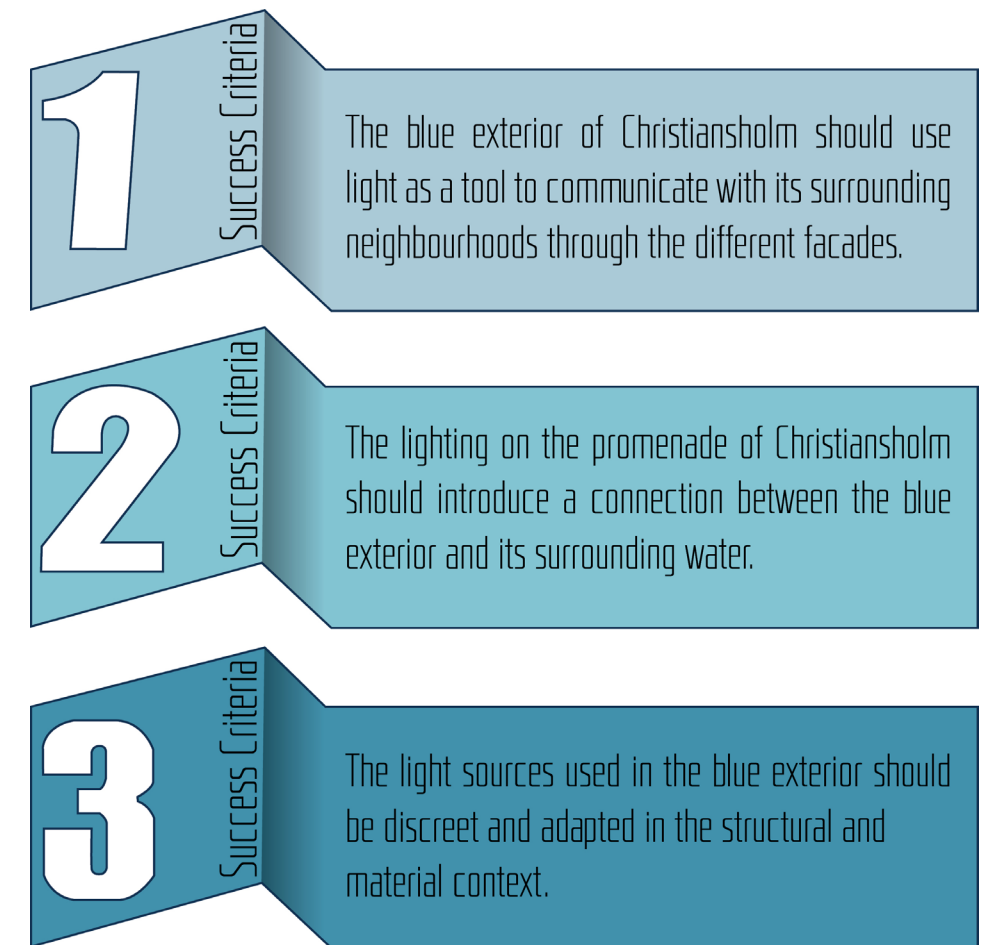 1
Success Criteria
The blue exterior of Christiansholm should use
light as a tool to communicate with its surrounding
neighbourhoods through the different facades.
2
Success Criteria
The lighting on the promenade of Christiansholm
should introduce a connection between the blue
exterior and its surrounding water.
3
Success Criteria
The light sources used in the blue exterior should
be discreet and adapted in the structural and
material context.